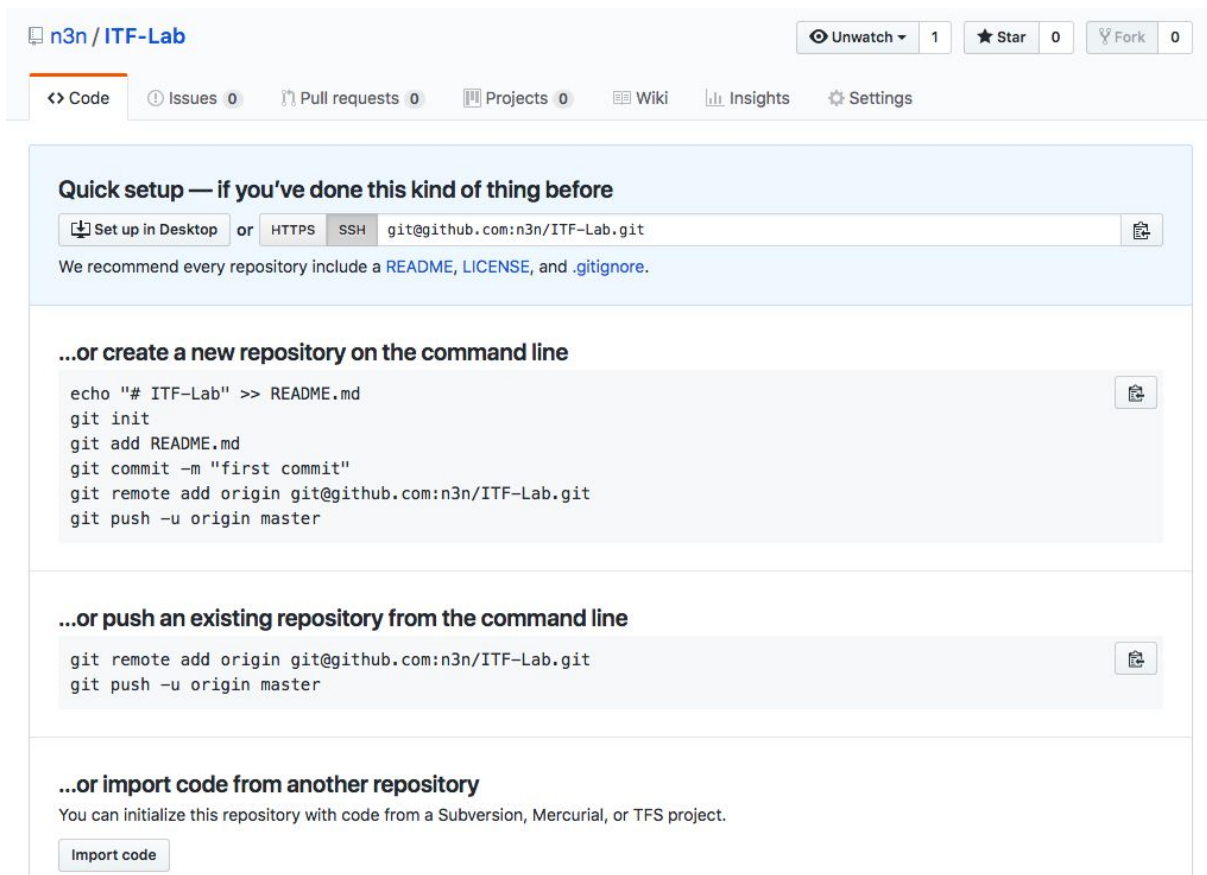 n3n / ITF-Lab
Unwatch 1 Star 0 Fork 0
<> Code Issues 0 Pull requests 0 Projects 0 Wiki Insights Settings
Quick setup — if you’ve done this kind of thing before
Set up in Desktop or HTTPS SSH git@github.com:n3n/ITF-Lab.git
We recommend every repository include a README, LICENSE, and .gitignore.
…or create a new repository on the command line
echo "# ITF-Lab" >> README.md
git init
git add README.md
git commit -m "first commit"
git remote add origin git@github.com:n3n/ITF-Lab.git
git push -u origin master
…or push an existing repository from the command line
git remote add origin git@github.com:n3n/ITF-Lab.git
git push -u origin master
…or import code from another repository
You can initialize this repository with code from a Subversion, Mercurial, or TFS project.
Import code